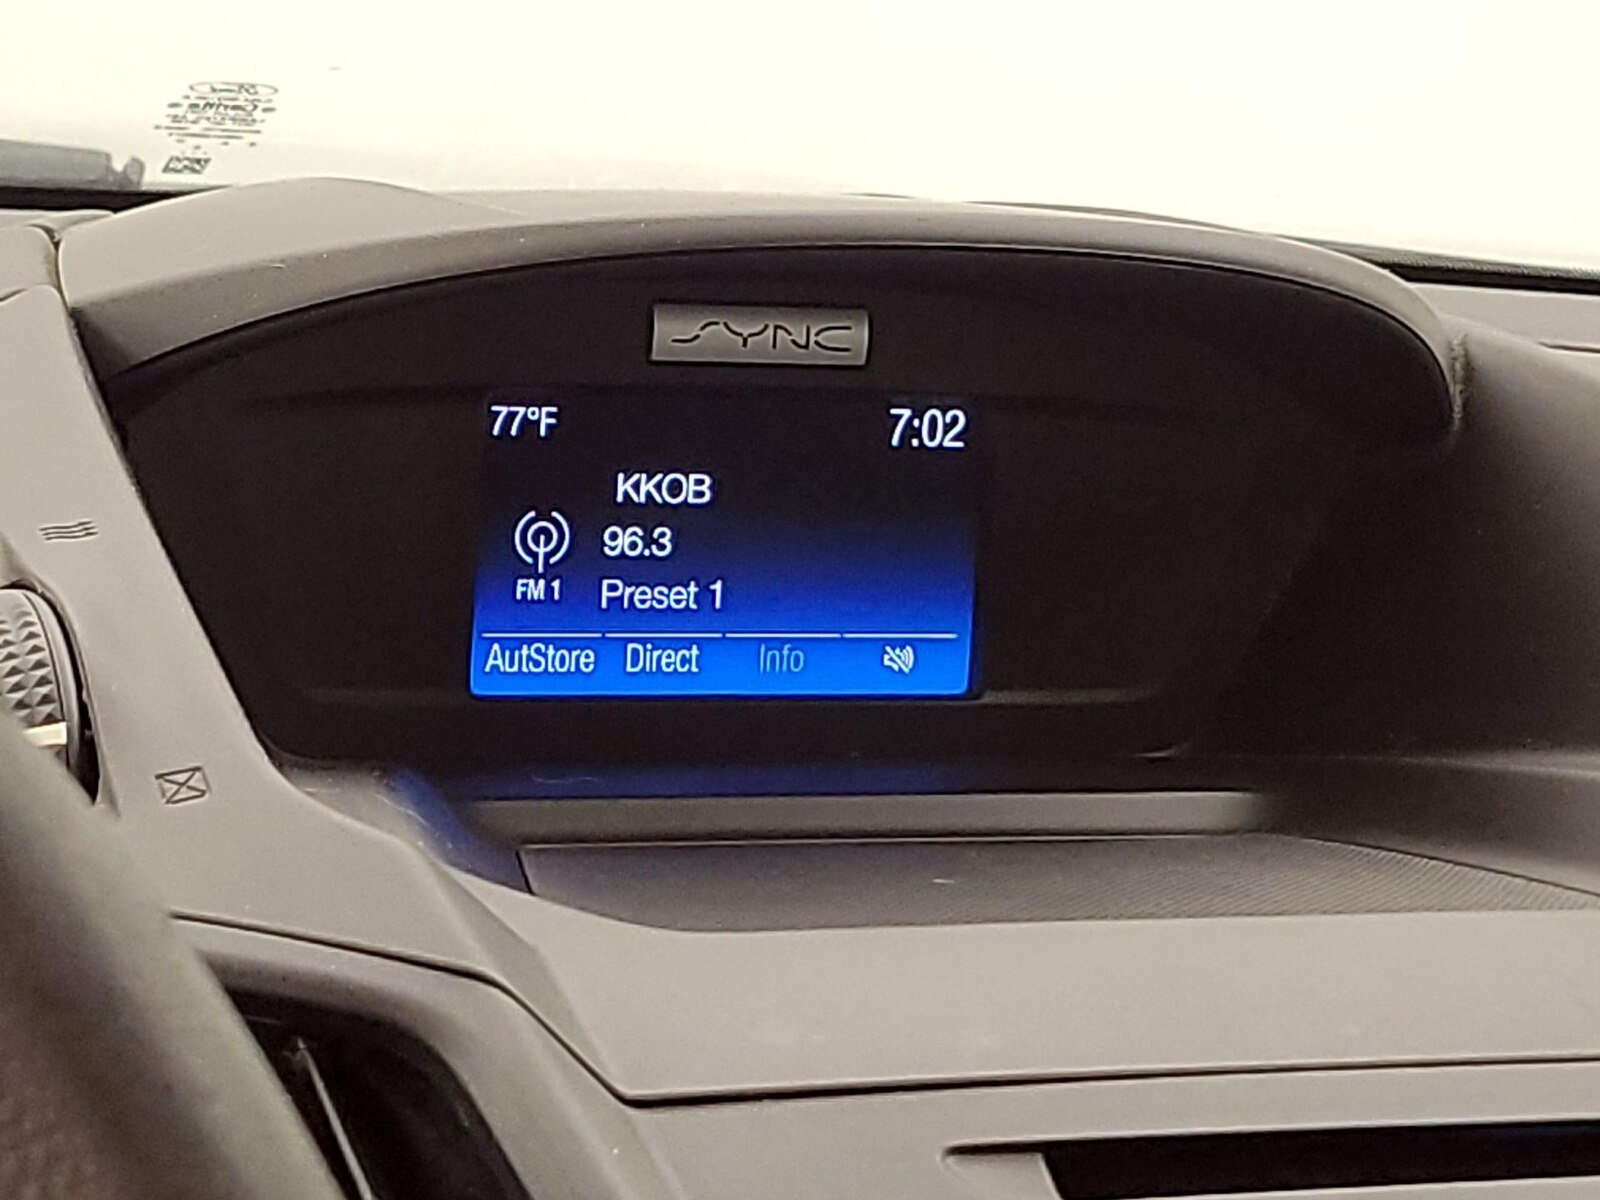 SYNC
77°F 7:02
KKOB
96.3
FM 1 Preset 1
AutStore Direct Info